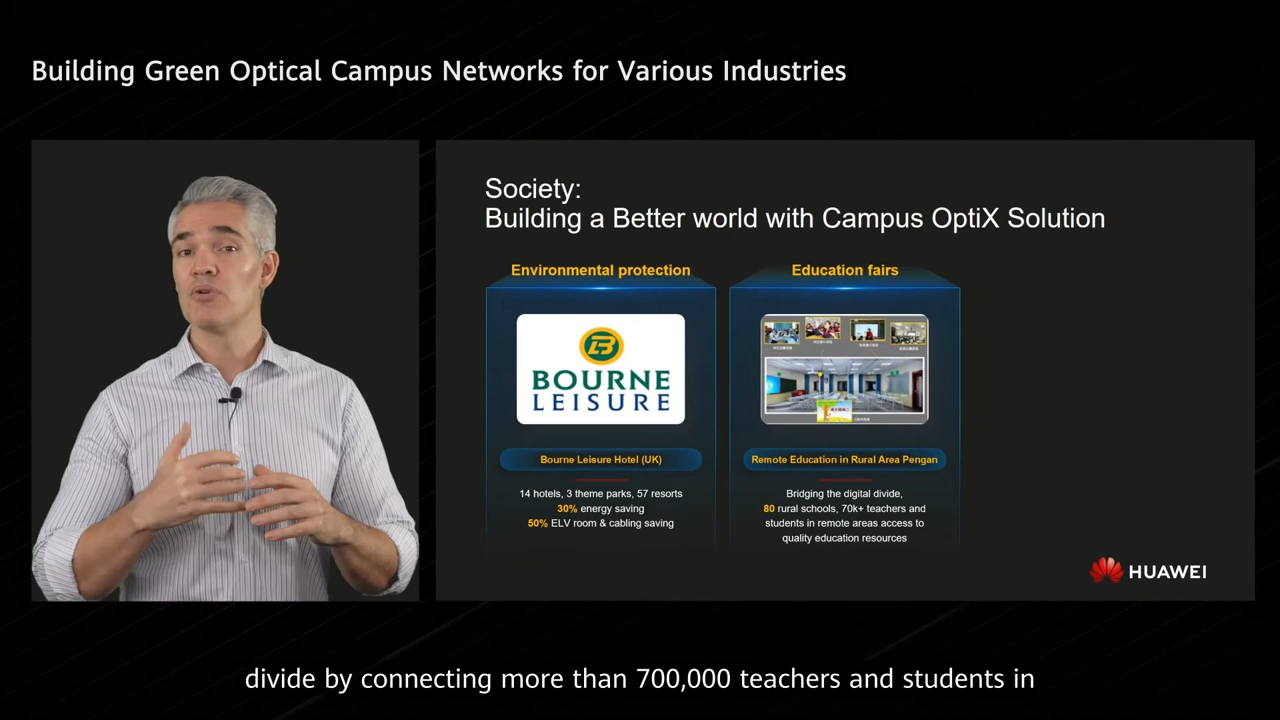 Building Green Optical Campus Networks for Various Industries
Society:
Building a Better world with Campus OptiX Solution
Environmental protection
B
BOURNE
LEISURE
Bourne Leisure Hotel (UK)
14 hotels, 3 theme parks, 57 resorts
30% energy saving
50% ELV room & cabling saving
Education fairs
Remote Education in Rural Area Pengan
Bridging the digital divide,
80 rural schools, 70k+ teachers and
students in remote areas access to
quality education resources
HUAWEI
divide by connecting more than 700,000 teachers and students in